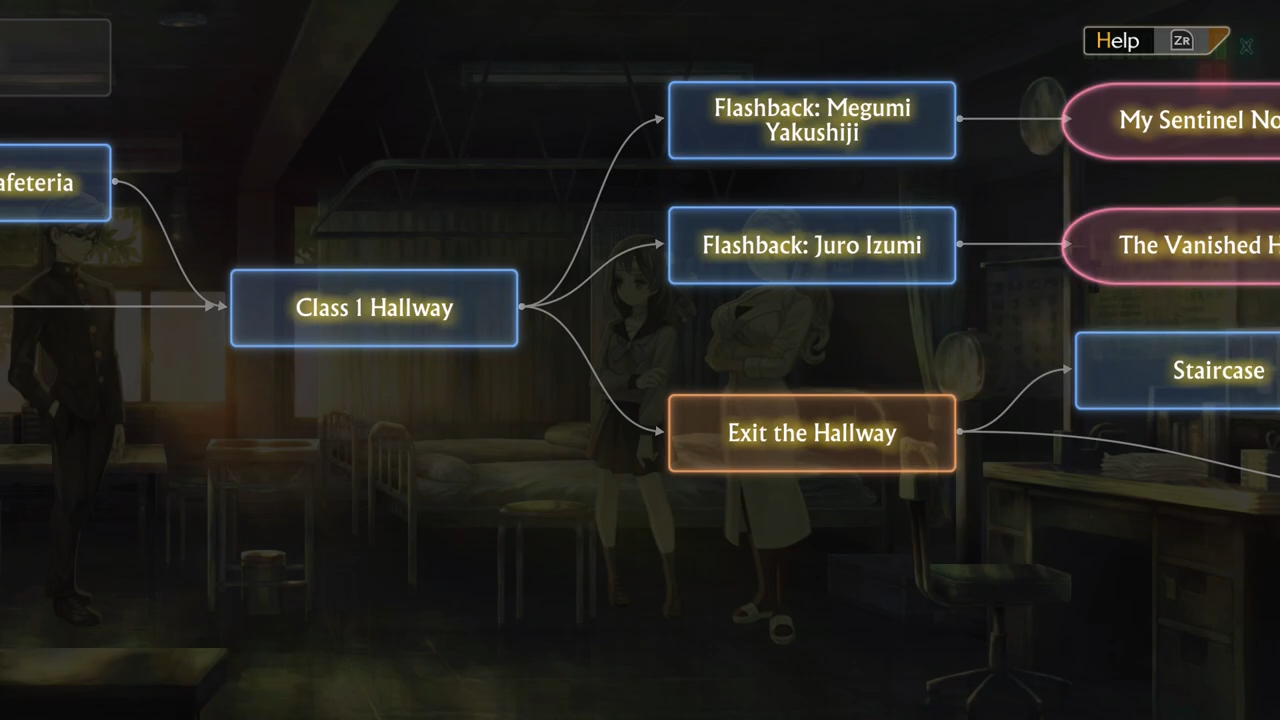 Help ZR
Flashback: Megumi
Yakushiji
My Sentinel No
afeteria
Flashback: Juro Izumi
The Vanished H
Class 1 Hallway
Staircase
Exit the Hallway